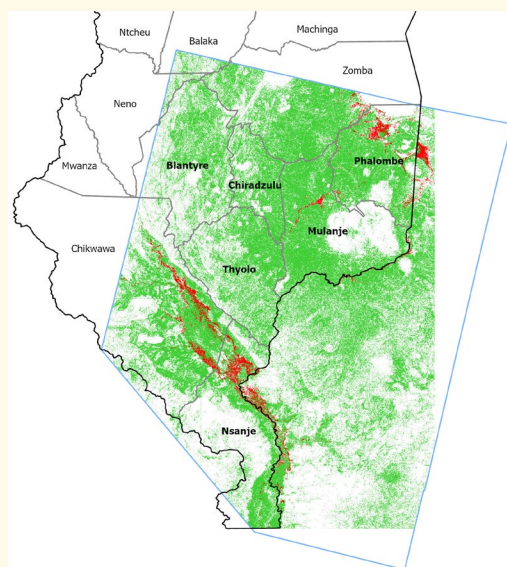 Ntcheu
Balaka
Machinga
Zomba
Neno
Mwanza
Blantyre
Phalombe
Chiradzulu
Mulanje
Chikwawa
Thyolo
Nsanje